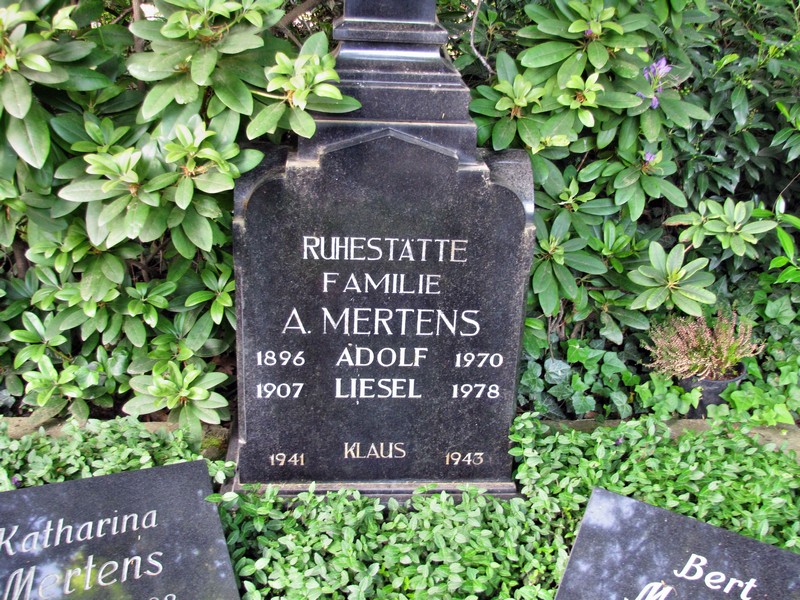 RUHESTÄTTE
FAMILIE
A. MERTENS
1896 ADOLF 1970
1907 LIESEL 1978
1941 KLAUS 1943
Katharina
Mertens
Bert